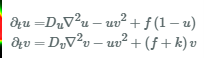 ∂ₜu = Dᵤ∇²u − uv² + f (1 − u)
∂ₜv = Dᵥ∇²v − uv² + (f + k) v